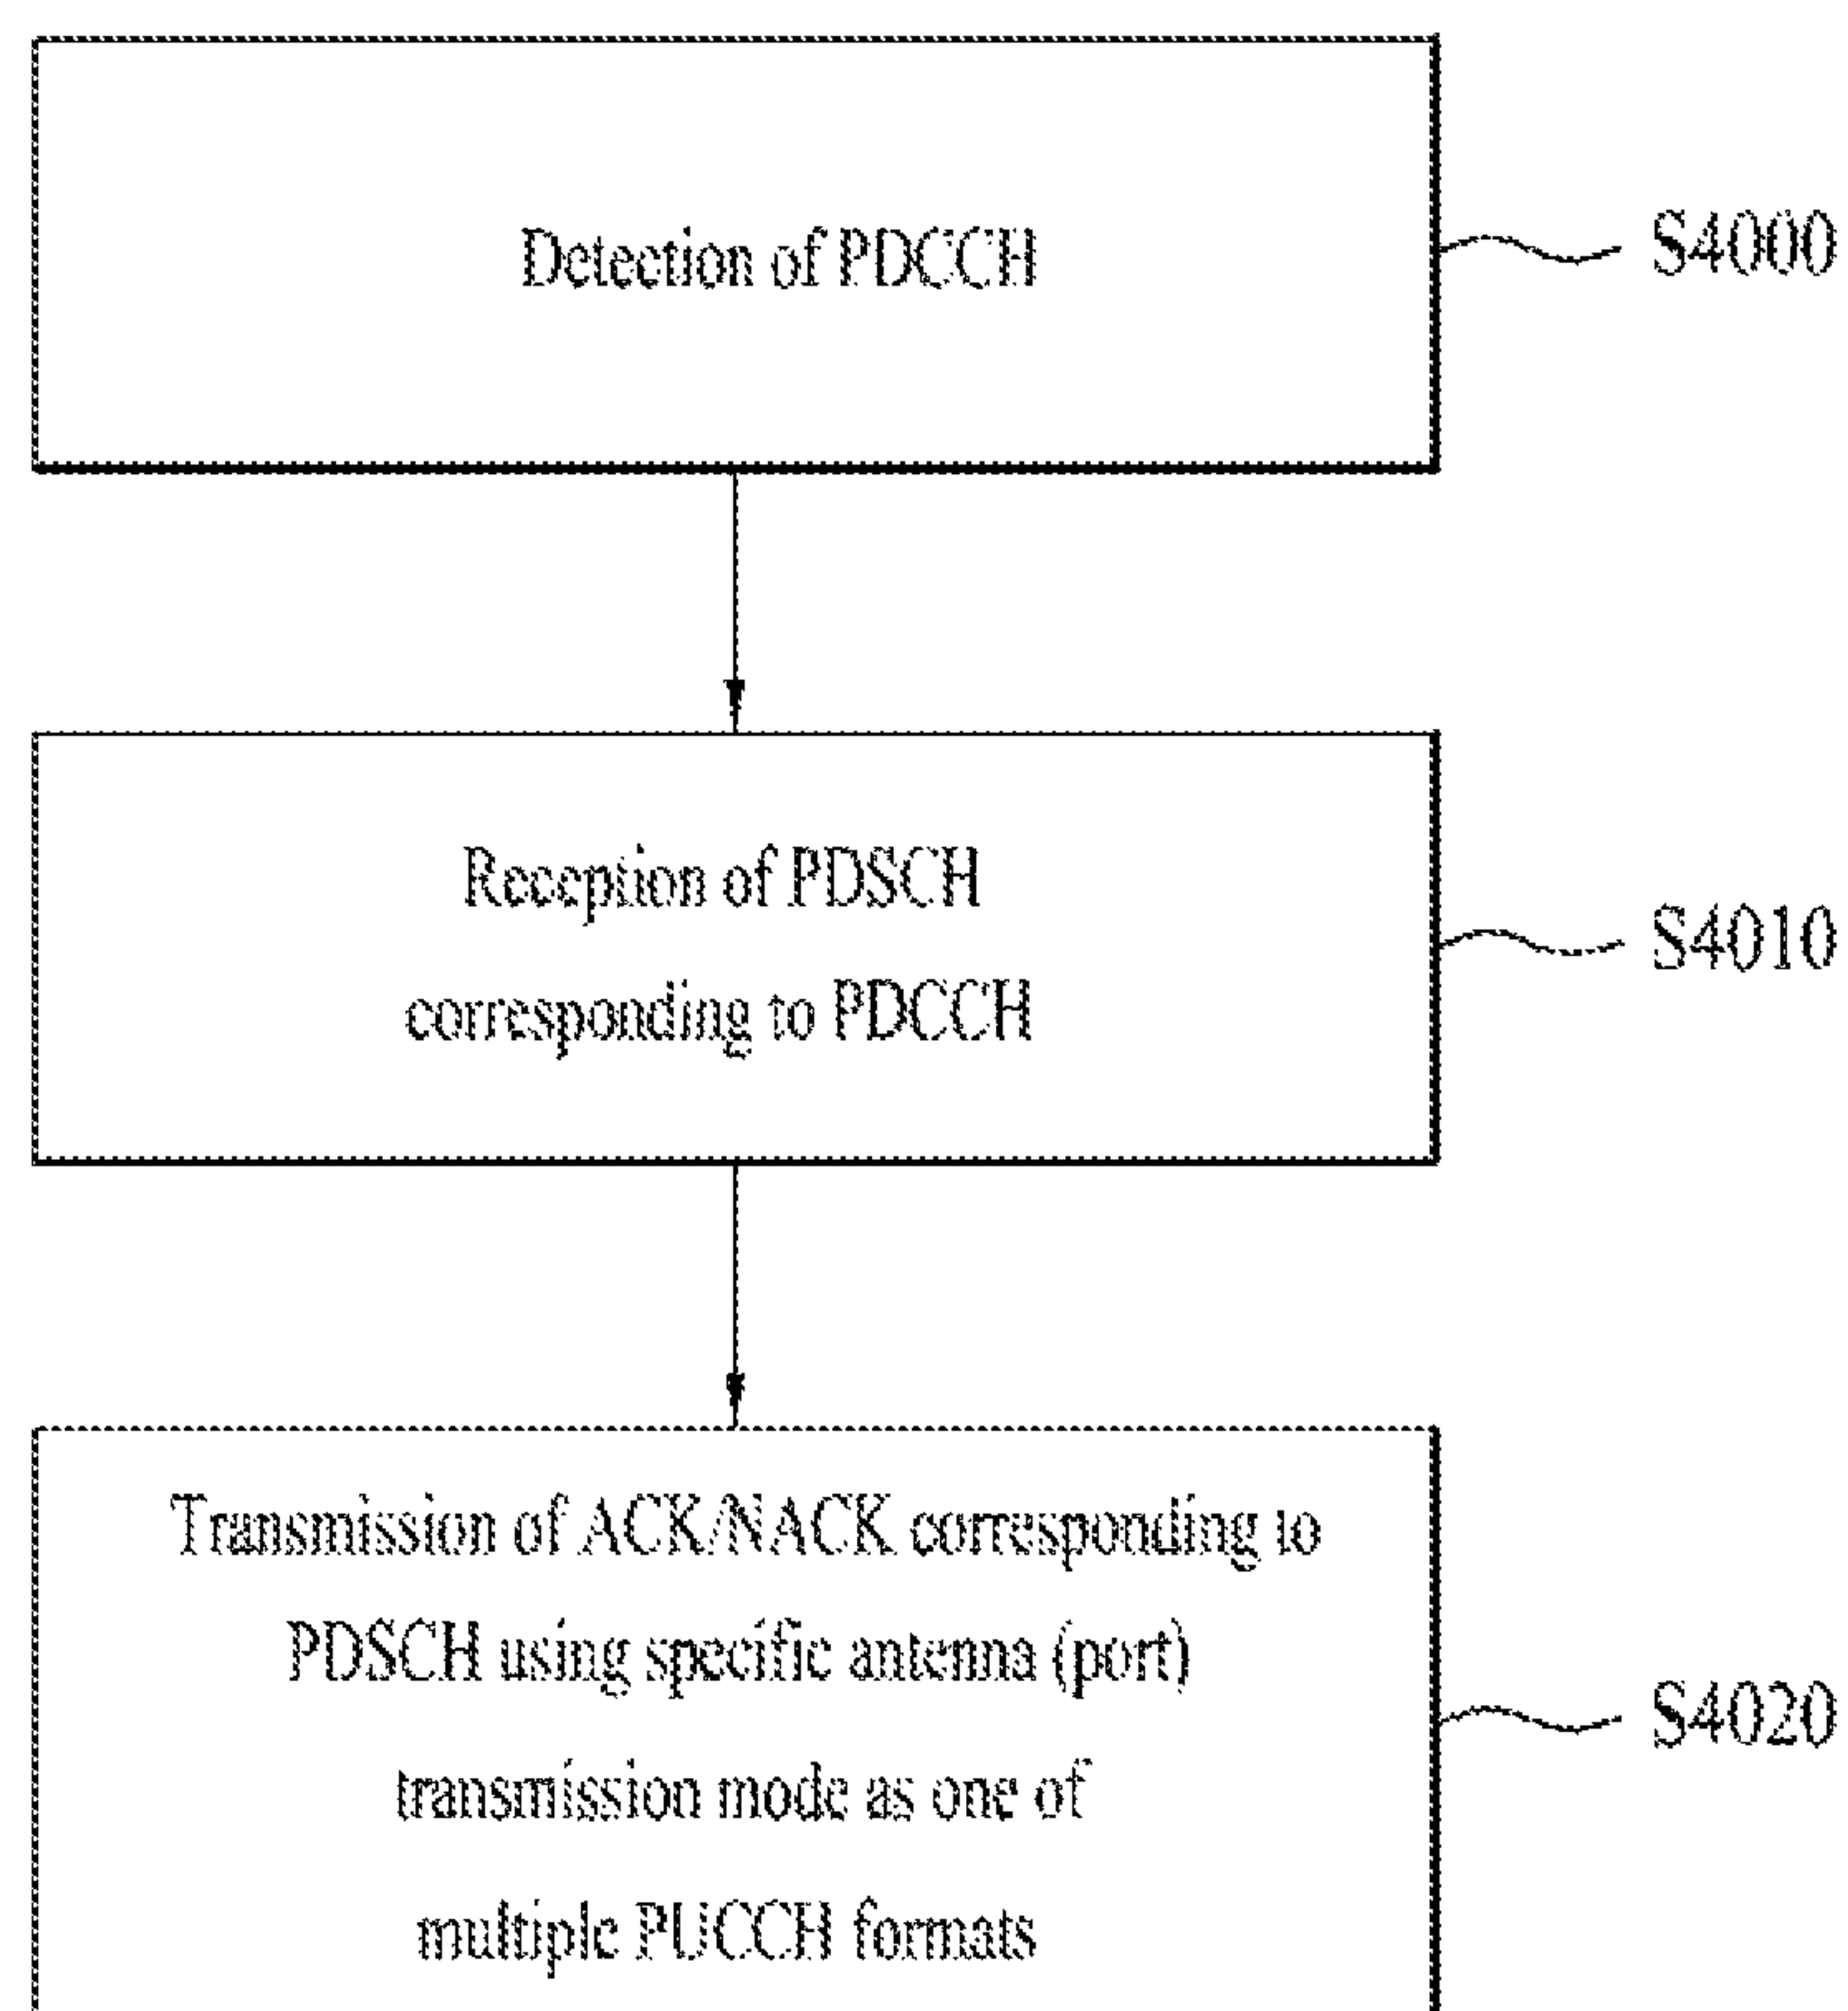 Detection of PDCCH
S4000
Reception of PDSCH
corresponding to PDCCH
S4010
Transmission of ACK/NACK corresponding to
PDSCH using specific antenna (port)
transmission mode as one of
multiple PUCCH formats
S4020